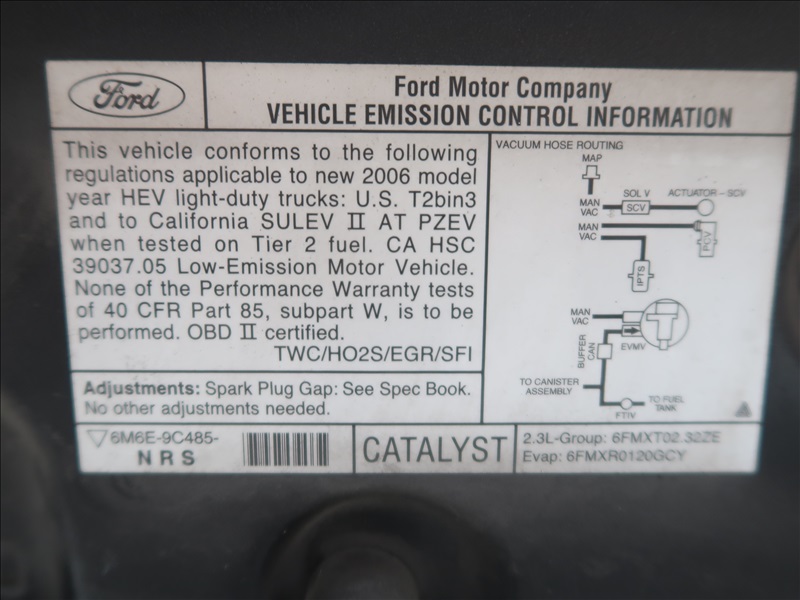 Ford
Ford Motor Company
VEHICLE EMISSION CONTROL INFORMATION
This vehicle conforms to the following
regulations applicable to new 2006 model
year HEV light-duty trucks: U.S. T2bin3
and to California SULEV II AT PZEV
when tested on Tier 2 fuel. CA HSC
39037.05 Low-Emission Motor Vehicle.
None of the Performance Warranty tests
of 40 CFR Part 85, subpart W, is to be
performed. OBD II certified.
TWC/HO2S/EGR/SFI
Adjustments: Spark Plug Gap: See Spec Book.
No other adjustments needed.
VACUUM HOSE ROUTING
MAP
SOL V
ACTUATOR-SCV
MAN
VAC
SCV
MAN
VAC
PCV
IPTS
MAN
VAC
EVMV
BUFFER
CAN
TO CANISTER
ASSEMBLY
TO FUEL
TANK
FTIV
6M6E-9C485-
NRS
CATALYST
2.3L-Group: 6FMXT02.32ZE
Evap: 6FMXR0120GCY